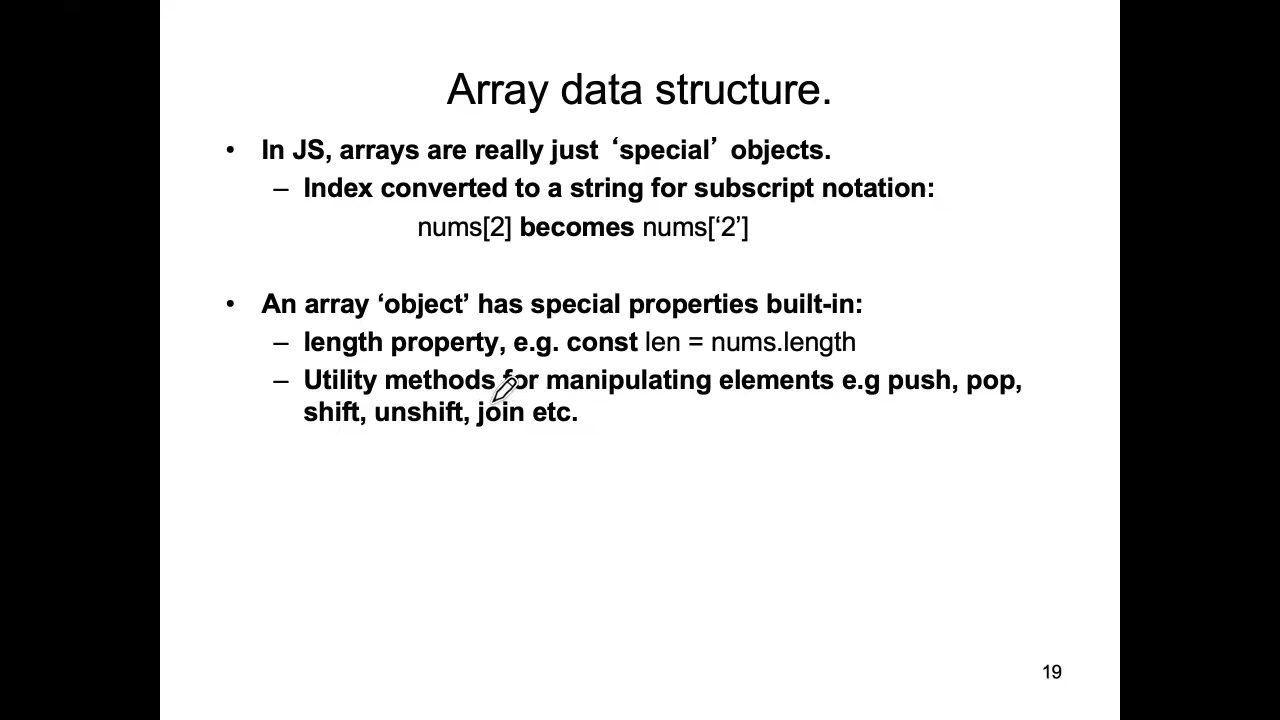 Array data structure.
• In JS, arrays are really just ‘special’ objects.
– Index converted to a string for subscript notation:
nums[2] becomes nums[‘2’]
• An array ‘object’ has special properties built-in:
– length property, e.g. const len = nums.length
– Utility methods for manipulating elements e.g push, pop,
shift, unshift, join etc.
19